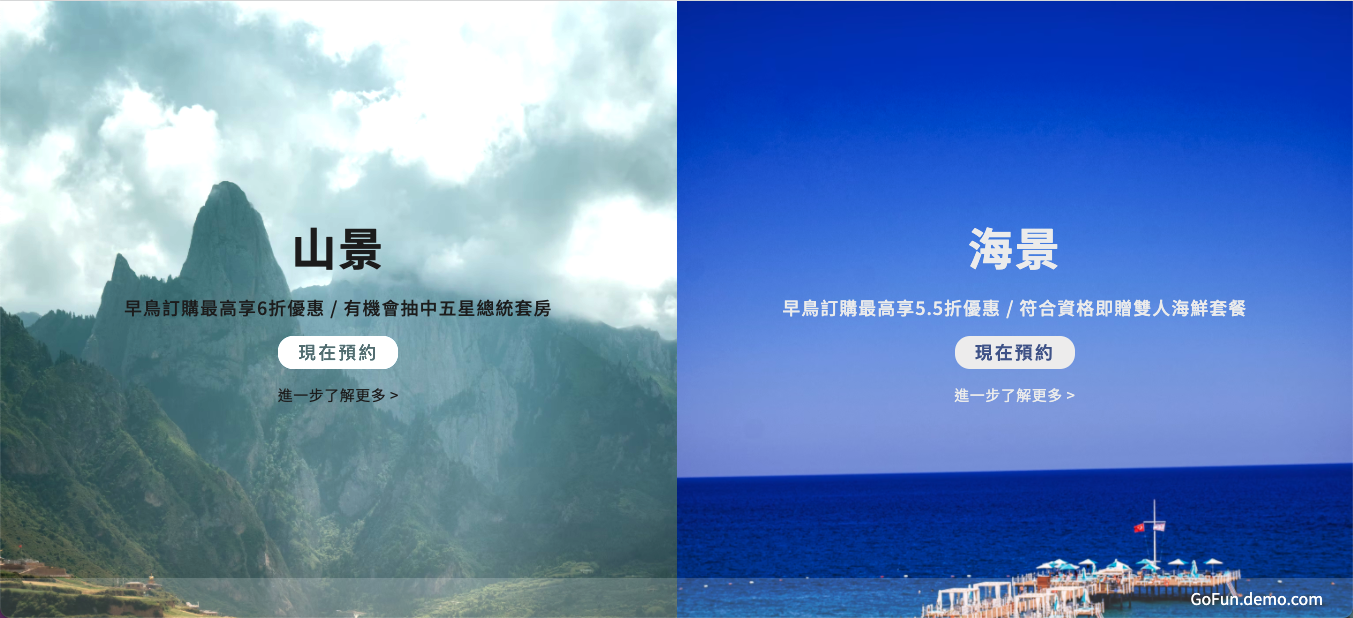 山景
早鳥訂購最高享6折優惠 / 有機會抽中五星總統套房
現在預約
進一步了解更多 >
海景
早鳥訂購最高享5.5折優惠 / 符合資格即贈雙人海鮮套餐
現在預約
進一步了解更多 >
GoFun.demo.com